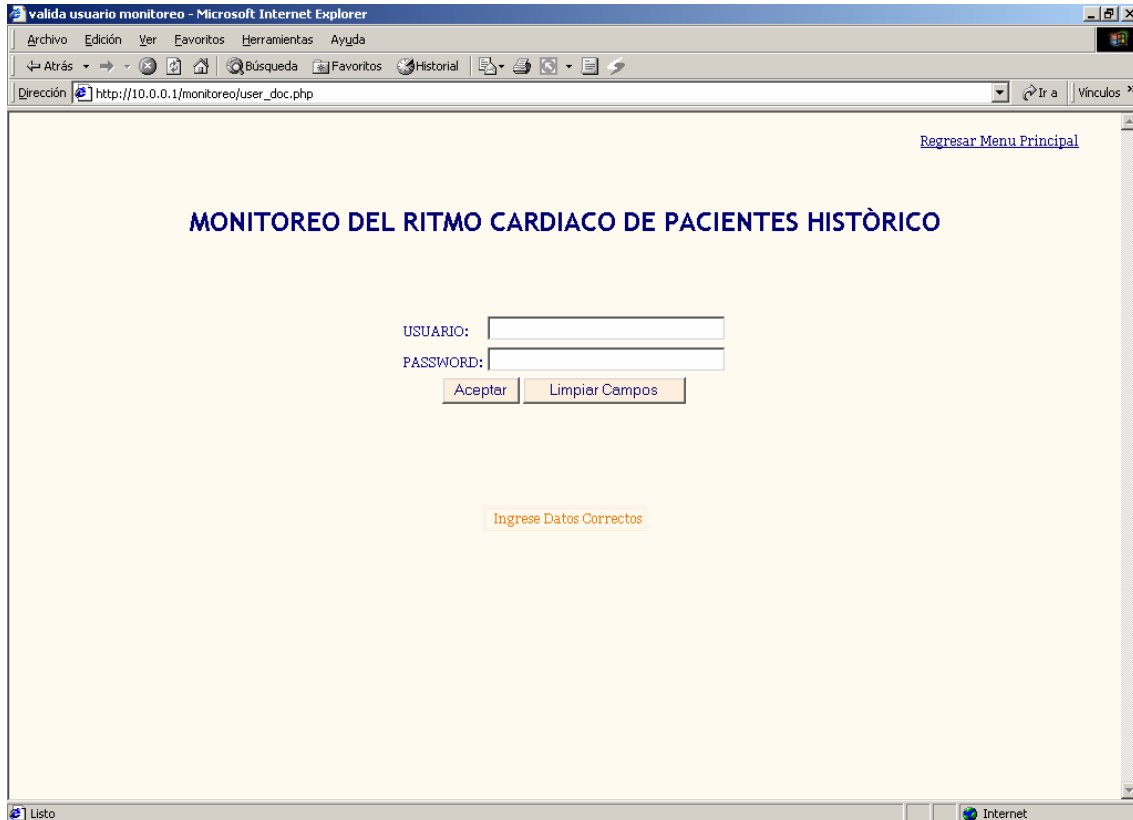 valida usuario monitoreo - Microsoft Internet Explorer
Archivo Edición Ver Favoritos Herramientas Ayuda
Atrás Búsqueda Favoritos Historial
Dirección http://10.0.0.1/monitoreo/user_doc.php Ir a Vínculos »
Regresar Menu Principal
MONITOREO DEL RITMO CARDIACO DE PACIENTES HISTÒRICO
USUARIO:
PASSWORD:
Aceptar Limpiar Campos
Ingrese Datos Correctos
Listo Internet